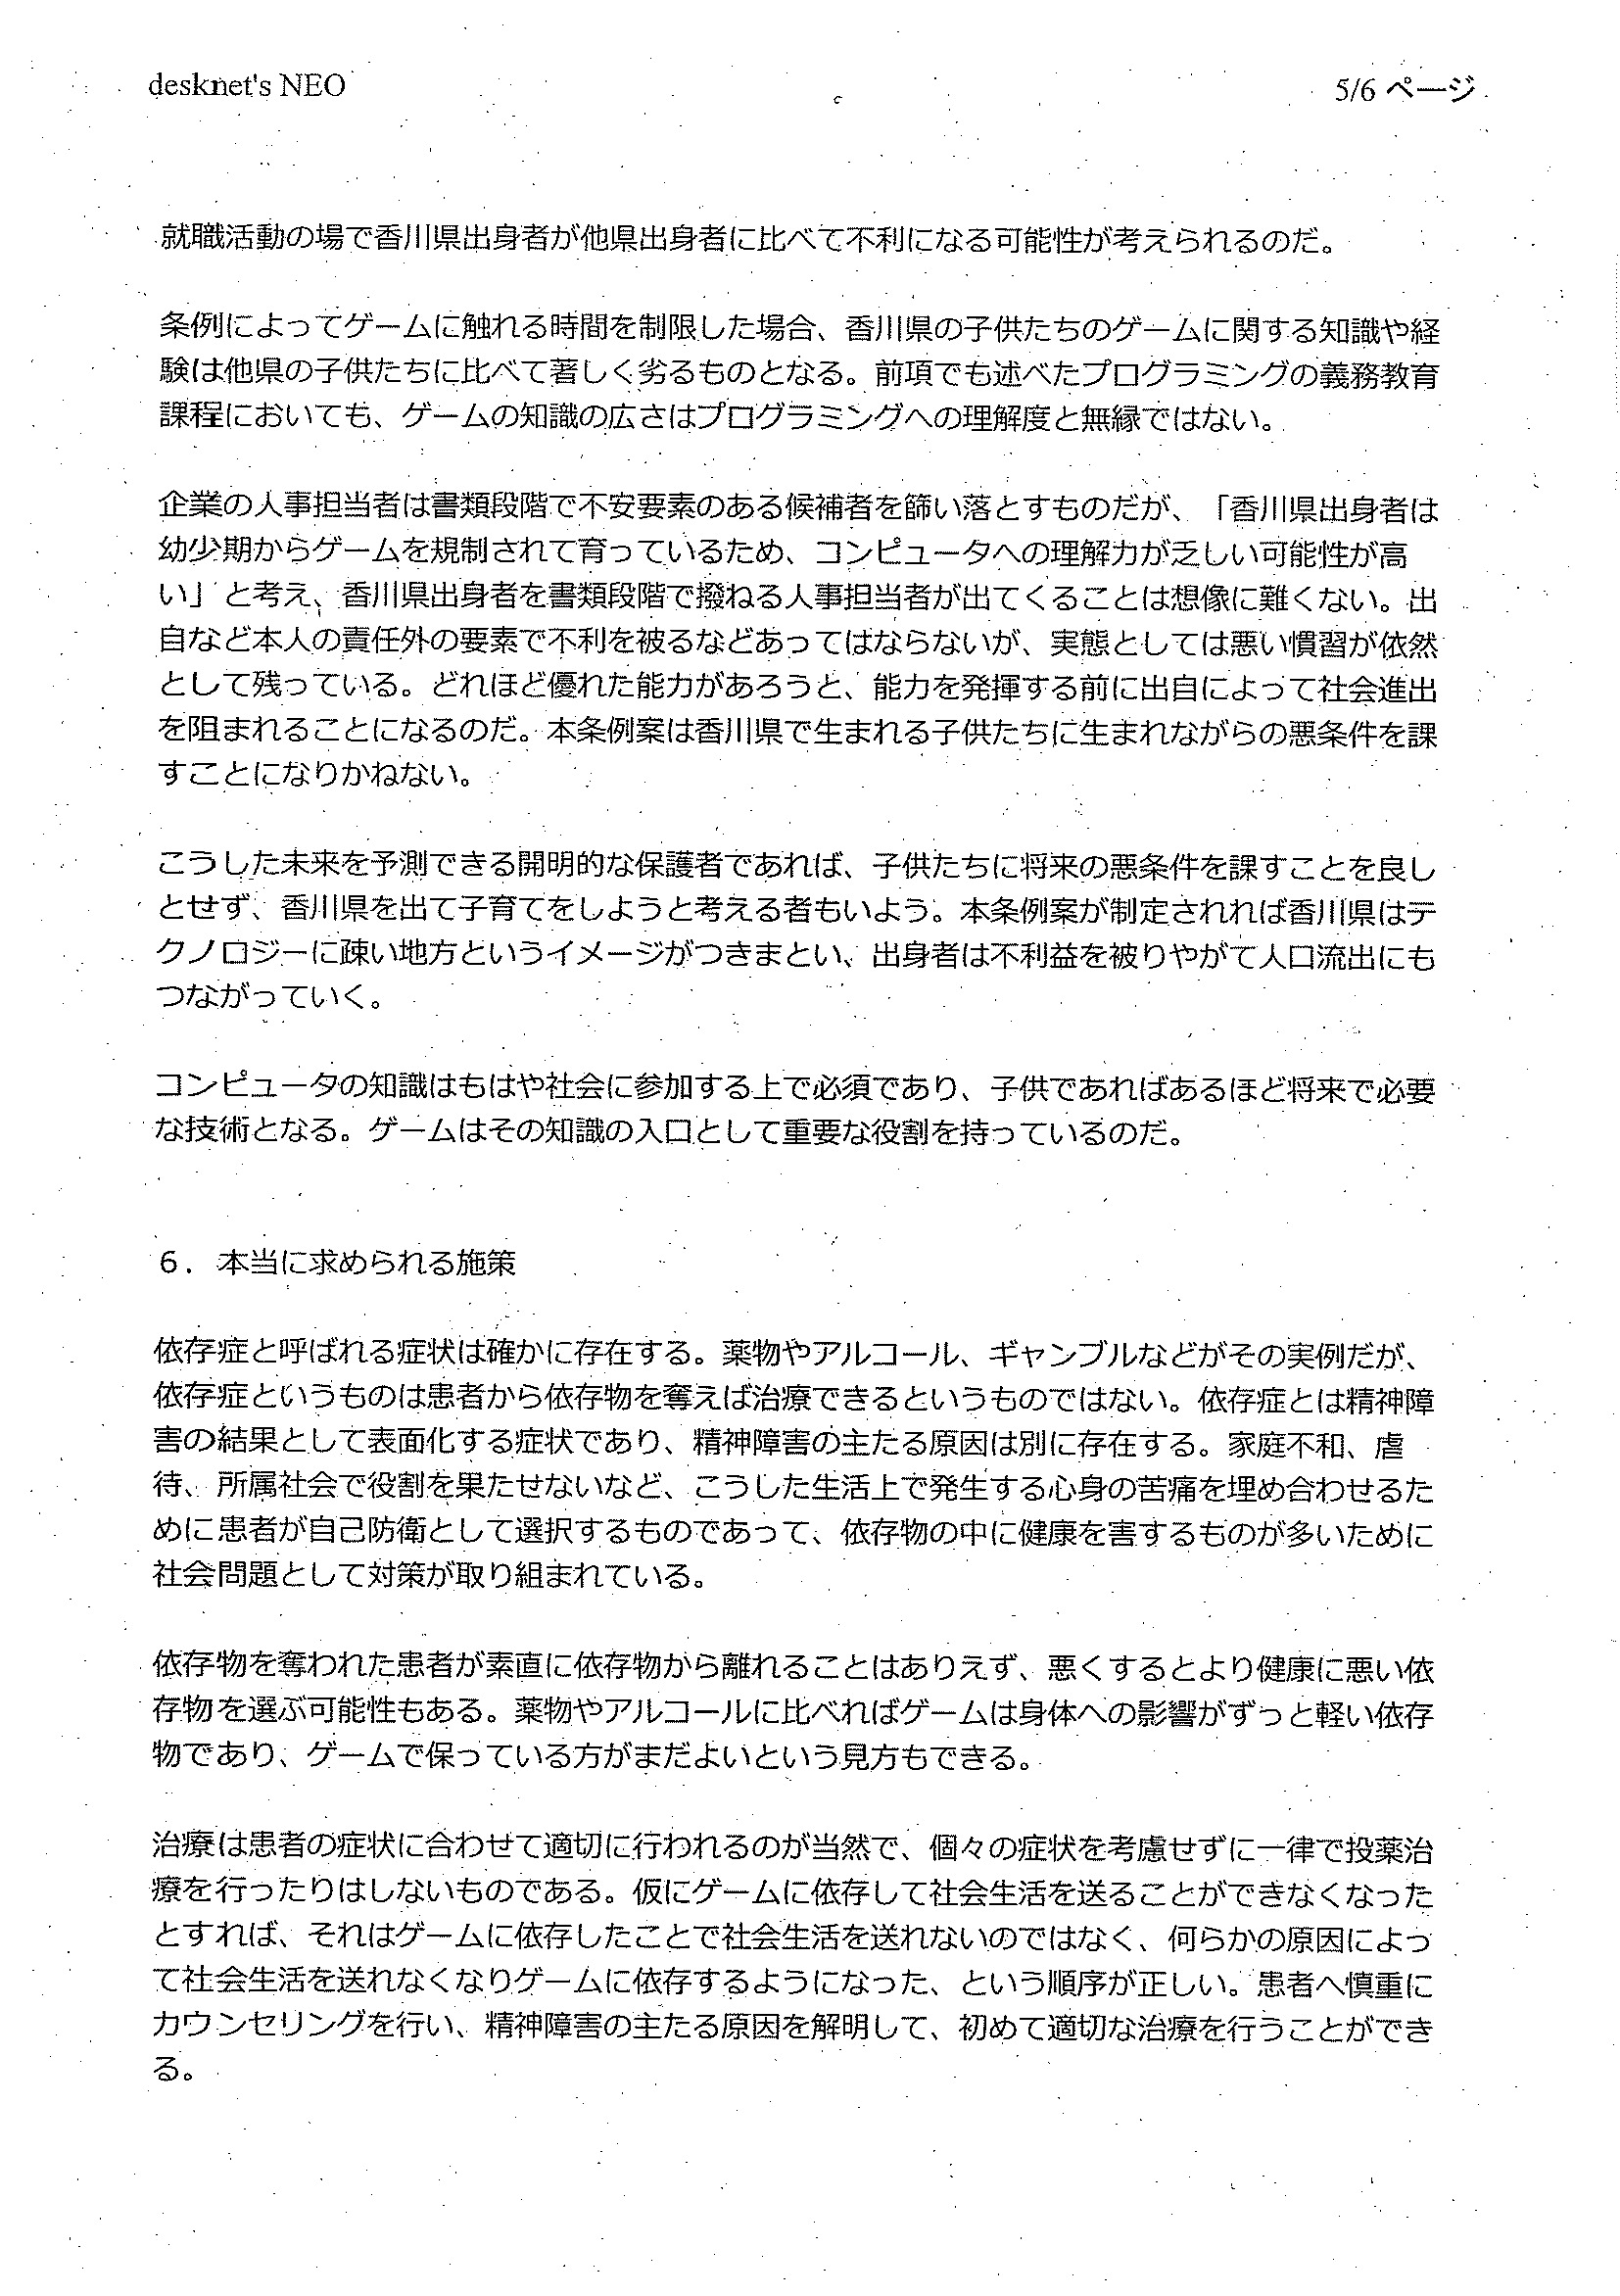 desknet's NEO
5/6 ページ
就職活動の場で香川県出身者が他県出身者に比べて不利になる可能性が考えられるのだ。
条例によってゲームに触れる時間を制限した場合、香川県の子供たちのゲームに関する知識や経
験は他県の子供たちに比べて著しく劣るものとなる。前項でも述べたプログラミングの義務教育
課程においても、ゲームの知識の広さはプログラミングへの理解度と無縁ではない。
企業の人事担当者は書類段階で不安要素のある候補者を篩い落とすものだが、「香川県出身者は
幼少期からゲームを規制されて育っているため、コンピュータへの理解力が乏しい可能性が高
い」と考え、香川県出身者を書類段階で撥ねる人事担当者が出てくることは想像に難くない。出
自など本人の責任外の要素で不利を被るなどあってはならないが、実態としては悪い慣習が依然
として残っている。どれほど優れた能力があろうと、能力を発揮する前に出自によって社会進出
を阻まれることになるのだ。本条例案は香川県で生まれる子供たちに生まれながらの悪条件を課
すことになりかねない。
こうした未来を予測できる開明的な保護者であれば、子供たちに将来の悪条件を課すことを良し
とせず、香川県を出て子育てをしようと考える者もいよう。本条例案が制定されれば香川県はテ
クノロジーに疎い地方というイメージがつきまとい、出身者は不利益を被りやがて人口流出にも
つながっていく。
コンピュータの知識はもはや社会に参加する上で必須であり、子供であればあるほど将来で必要
な技術となる。ゲームはその知識の入口として重要な役割を持っているのだ。
６．本当に求められる施策
依存症と呼ばれる症状は確かに存在する。薬物やアルコール、ギャンブルなどがその実例だが、
依存症というものは患者から依存物を奪えば治療できるというものではない。依存症とは精神障
害の結果として表面化する症状であり、精神障害の主たる原因は別に存在する。家庭不和、虐
待、所属社会で役割を果たせないなど、こうした生活上で発生する心身の苦痛を埋め合わせるた
めに患者が自己防衛として選択するものであって、依存物の中に健康を害するものが多いために
社会問題として対策が取り組まれている。
依存物を奪われた患者が素直に依存物から離れることはありえず、悪くするとより健康に悪い依
存物を選ぶ可能性もある。薬物やアルコールに比べればゲームは身体への影響がずっと軽い依存
物であり、ゲームで保っている方がまだよいという見方もできる。
治療は患者の症状に合わせて適切に行われるのが当然で、個々の症状を考慮せずに一律で投薬治
療を行ったりはしないものである。仮にゲームに依存して社会生活を送ることができなくなった
とすれば、それはゲームに依存したことで社会生活を送れないのではなく、何らかの原因によっ
て社会生活を送れなくなりゲームに依存するようになった、という順序が正しい。患者へ慎重に
カウンセリングを行い、精神障害の主たる原因を解明して、初めて適切な治療を行うことができ
る。